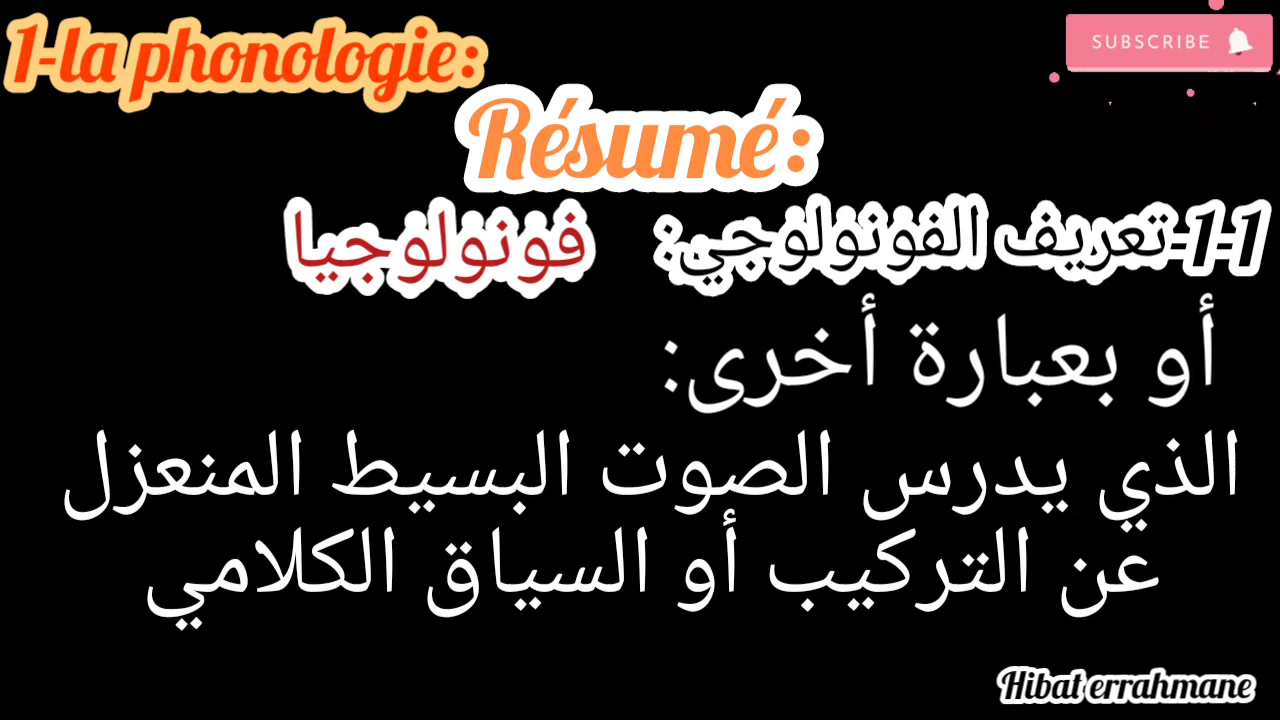 1-la phonologie:
SUBSCRIBE
Résumé:
1-1-تعريف الفونولوجي: فونولوجيا
أو بعبارة أخرى:
الذي يدرس الصوت البسيط المنعزل
عن التركيب أو السياق الكلامي
Hibat errahmane